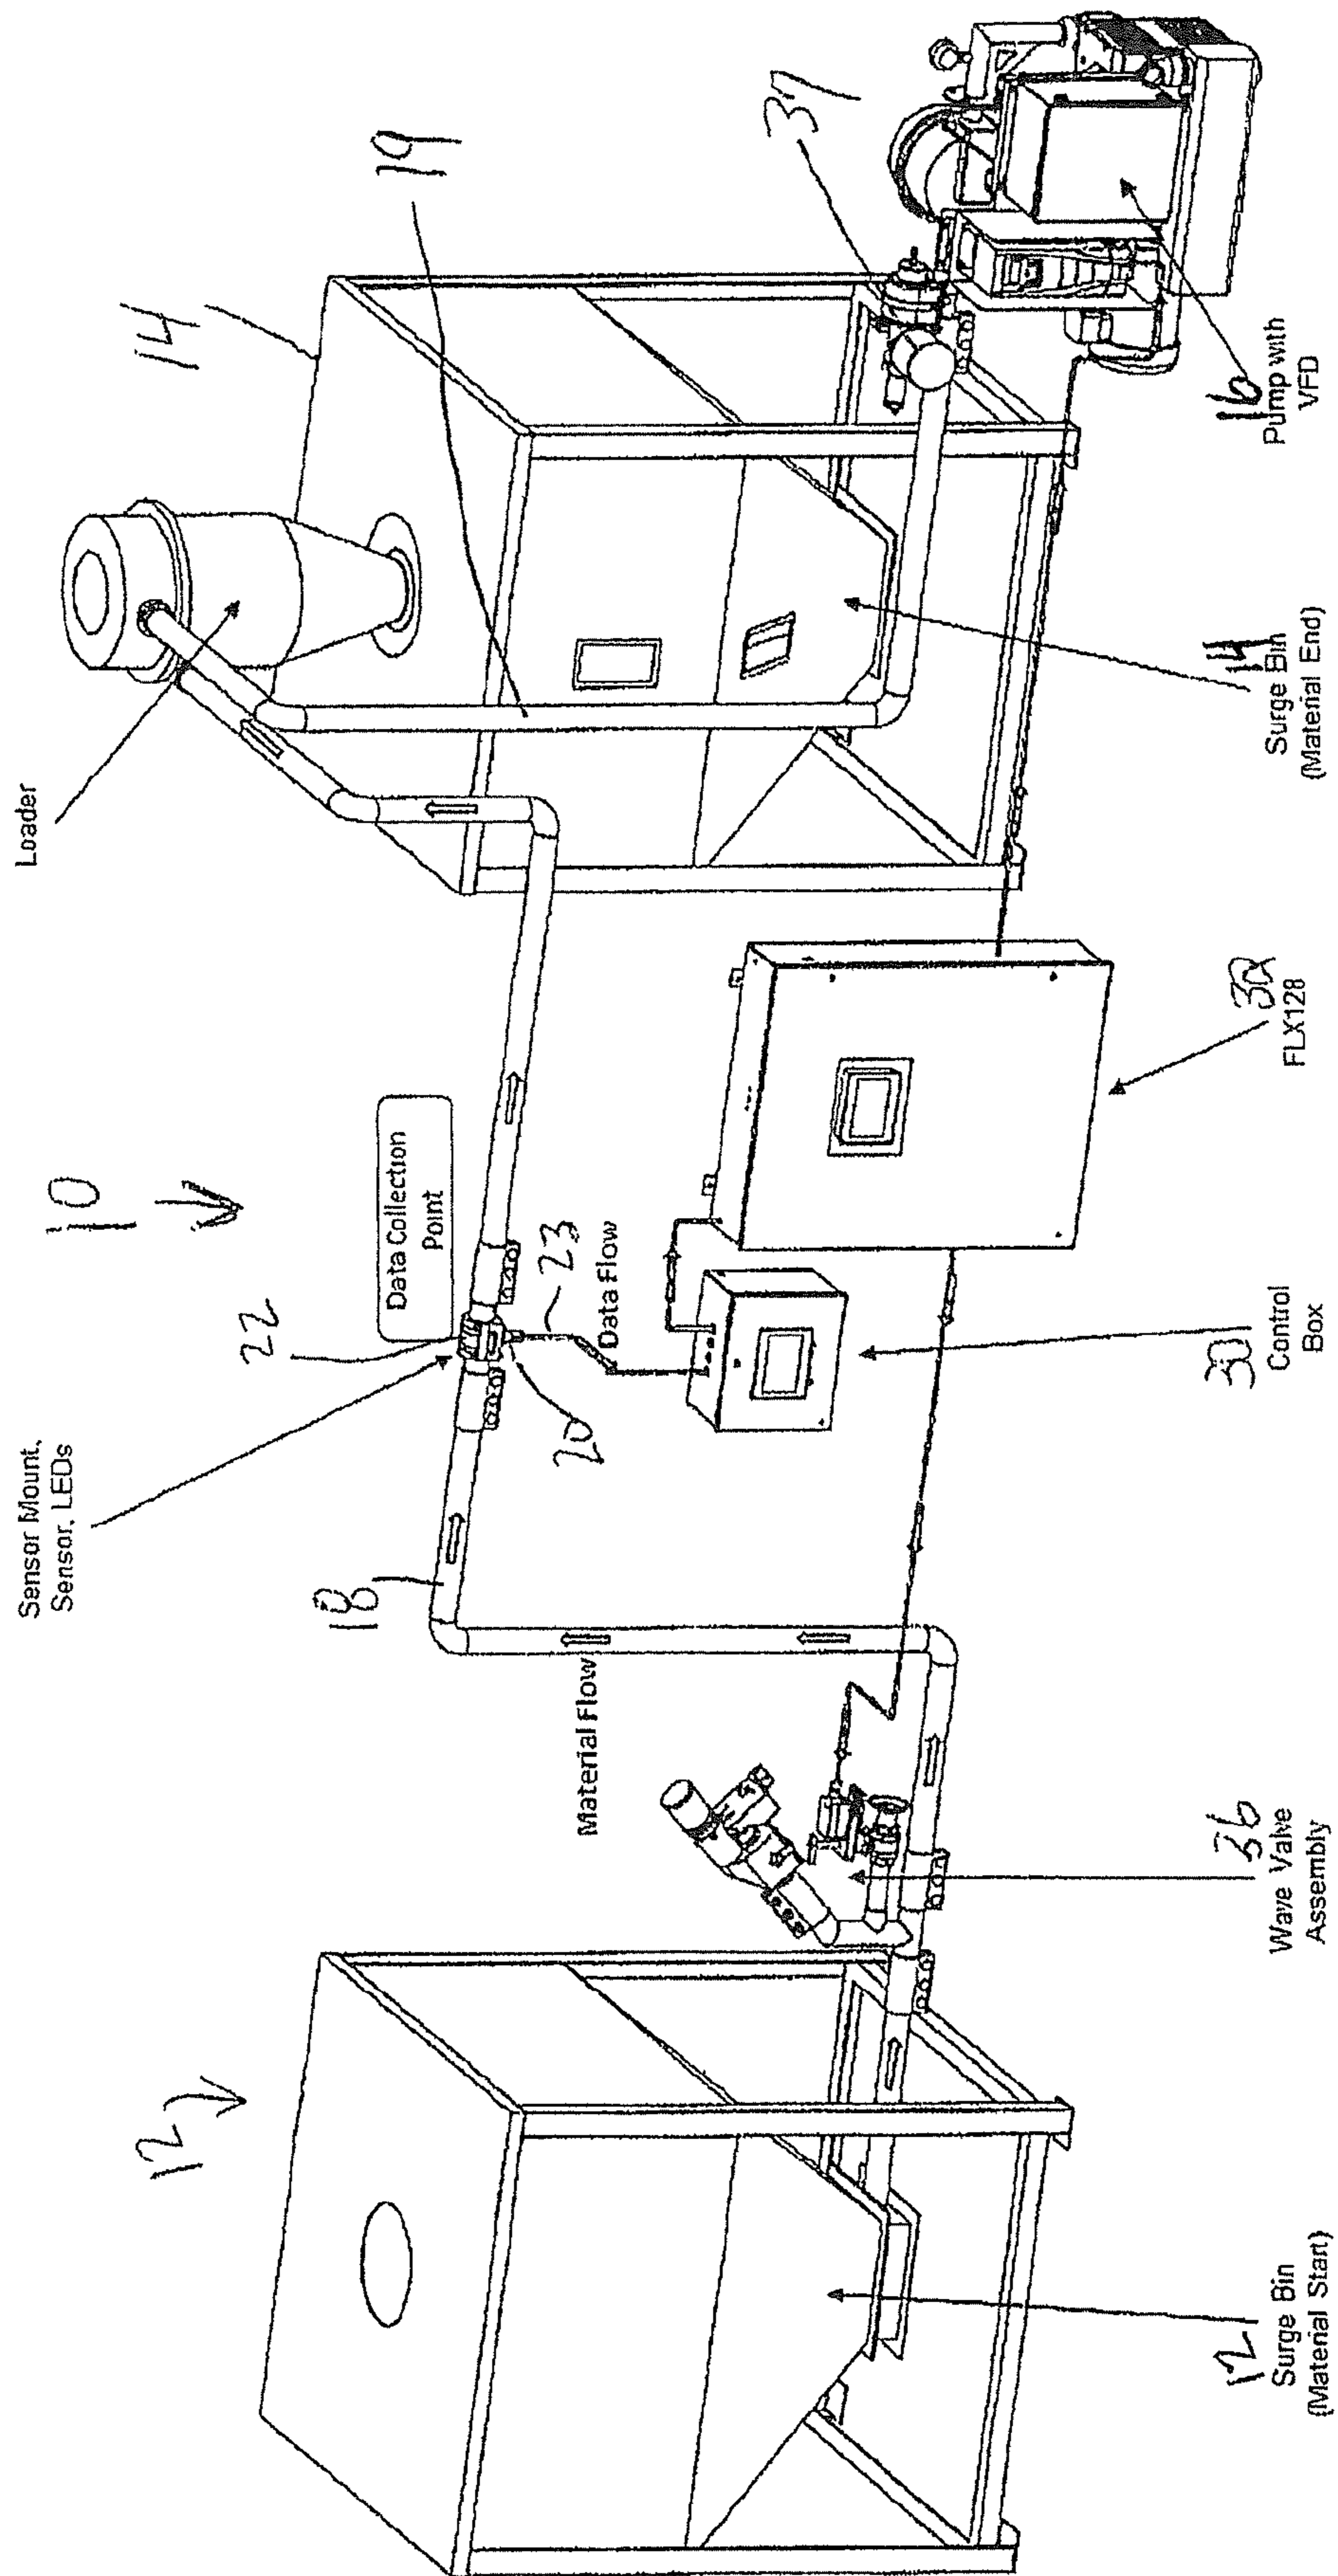 Loader
14
19
37
10
Data Collection
Point
22
Sensor Mount,
Sensor, LEDs
23
Data Flow
20
18
Material Flow
12
12
Surge Bin
(Material Start)
36
Wave Valve
Assembly
30
Control
Box
32
FLX128
14
Surge Bin
(Material End)
16
Pump with
VFD